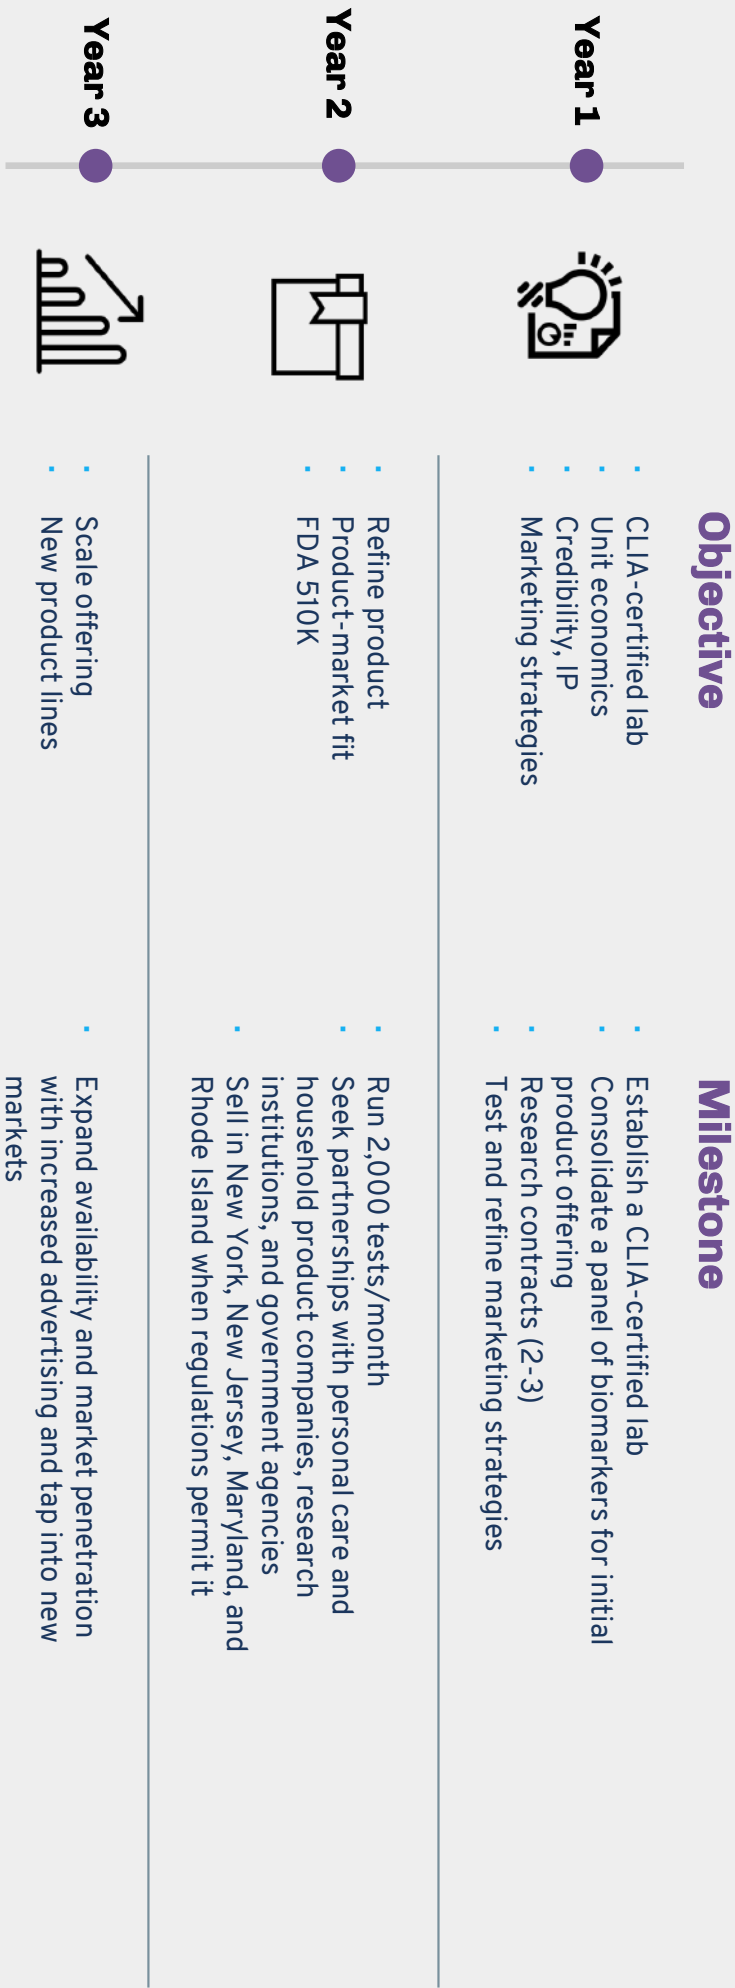 Objective
Milestone
Year 1
CLIA-certified lab
Unit economics
Credibility, IP
Marketing strategies
Establish a CLIA-certified lab
Consolidate a panel of biomarkers for initial
product offering
Research contracts (2-3)
Test and refine marketing strategies
Year 2
Refine product
Product-market fit
FDA 510K
Run 2,000 tests/month
Seek partnerships with personal care and
household product companies, research
institutions, and government agencies
Sell in New York, New Jersey, Maryland, and
Rhode Island when regulations permit it
Year 3
Scale offering
New product lines
Expand availability and market penetration
with increased advertising and tap into new
markets